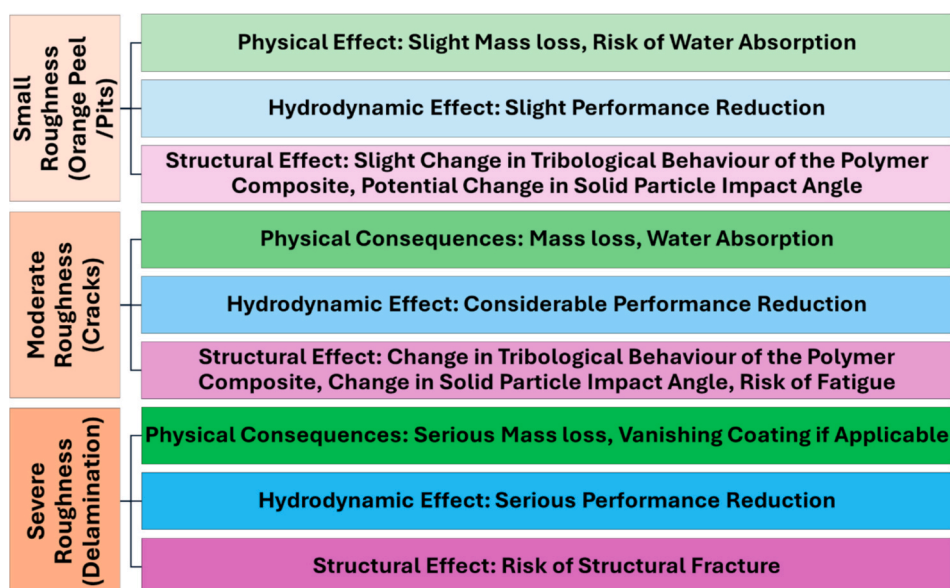 Small
Roughness
(Orange Peel
/Pits)
Physical Effect: Slight Mass loss, Risk of Water Absorption
Hydrodynamic Effect: Slight Performance Reduction
Structural Effect: Slight Change in Tribological Behaviour of the Polymer
Composite, Potential Change in Solid Particle Impact Angle
Moderate
Roughness
(Cracks)
Physical Consequences: Mass loss, Water Absorption
Hydrodynamic Effect: Considerable Performance Reduction
Structural Effect: Change in Tribological Behaviour of the Polymer
Composite, Change in Solid Particle Impact Angle, Risk of Fatigue
Severe
Roughness
(Delamination)
Physical Consequences: Serious Mass loss, Vanishing Coating if Applicable
Hydrodynamic Effect: Serious Performance Reduction
Structural Effect: Risk of Structural Fracture